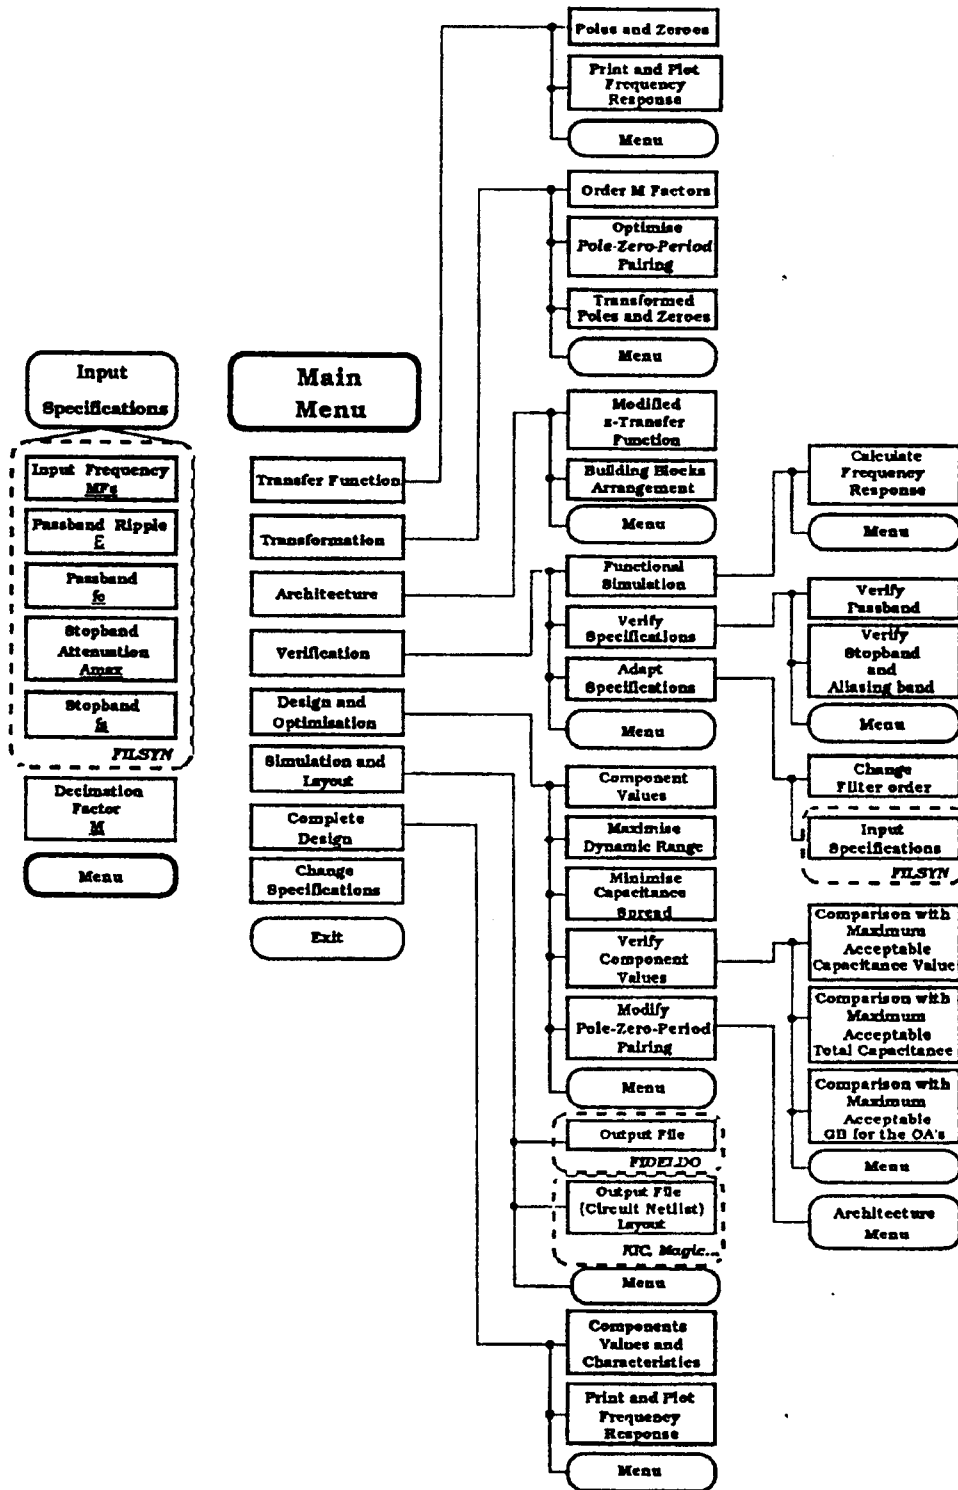 Input
Specifications
Input Frequency
MFs
Passband Ripple
ε
Passband
fo
Stopband
Attenuation
Amax
Stopband
fs
FILSYN
Decimation
Factor
M
Menu
Main
Menu
Transfer Function
Transformation
Architecture
Verification
Design and
Optimisation
Simulation and
Layout
Complete
Design
Change
Specifications
Exit
Poles and Zeroes
Print and Plot
Frequency
Response
Menu
Order M Factors
Optimise
Pole-Zero-Period
Pairing
Transformed
Poles and Zeroes
Menu
Modified
z-Transfer
Function
Building Blocks
Arrangement
Menu
Functional
Simulation
Verify
Specifications
Adapt
Specifications
Menu
Component
Values
Maximise
Dynamic Range
Minimise
Capacitance
Spread
Verify
Component
Values
Modify
Pole-Zero-Period
Pairing
Menu
Output File
FIDELDO
Output File
(Circuit Netlist)
Layout
KIC, Magic...
Menu
Components
Values and
Characteristics
Print and Plot
Frequency
Response
Menu
Calculate
Frequency
Response
Menu
Verify
Passband
Verify
Stopband
and
Aliasing band
Menu
Change
Filter order
Input
Specifications
FILSYN
Comparison with
Maximum
Acceptable
Capacitance Value
Comparison with
Maximum
Acceptable
Total Capacitance
Comparison with
Maximum
Acceptable
GB for the OA's
Menu
Architecture
Menu